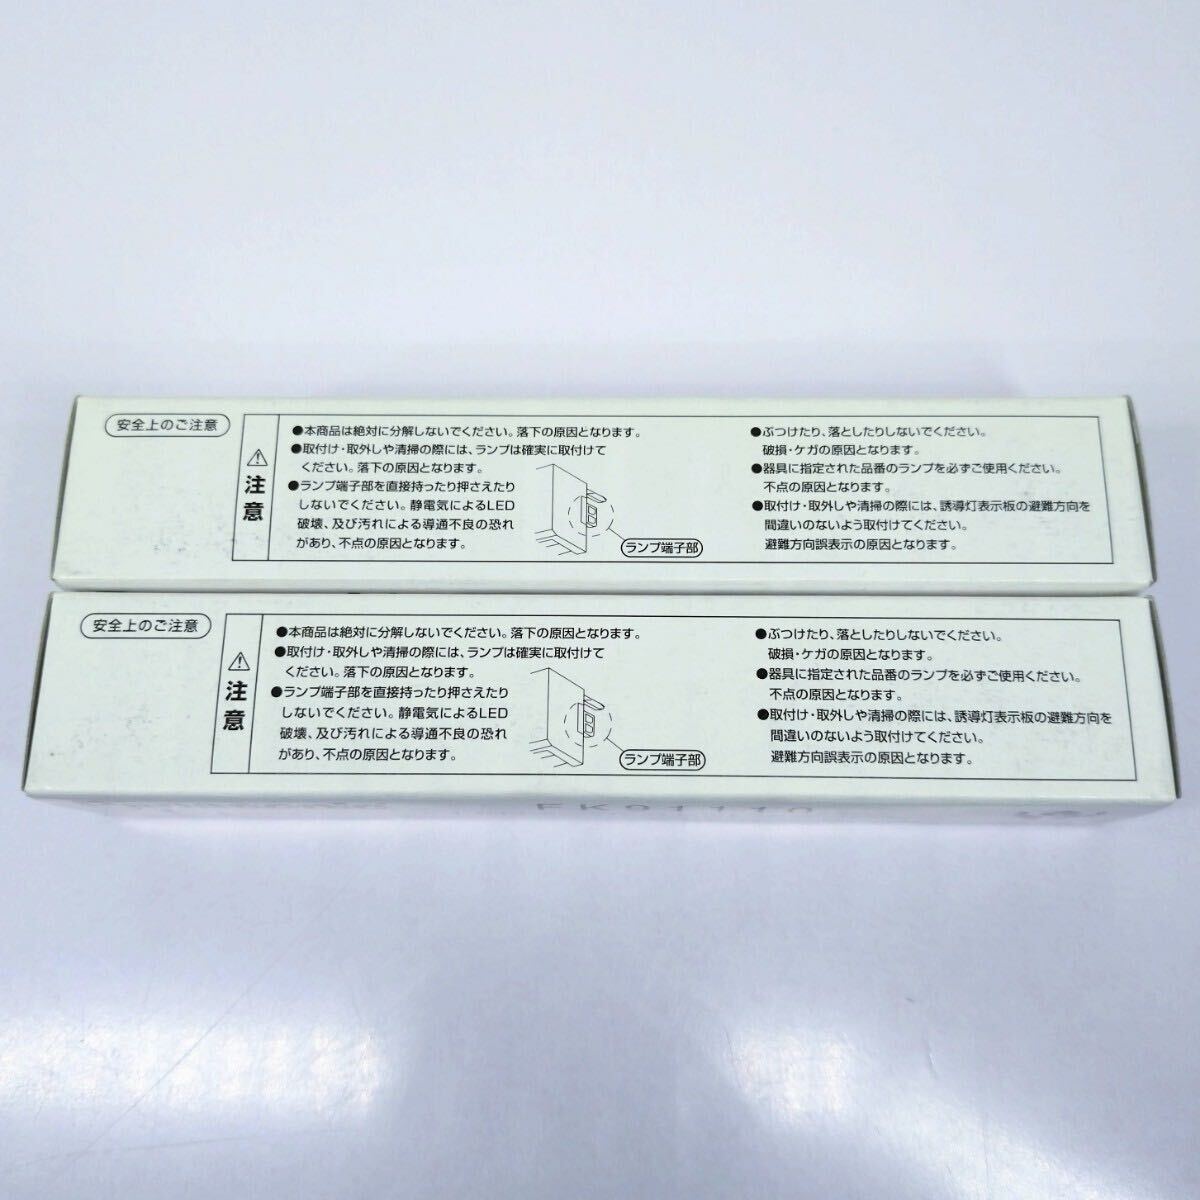 安全上のご注意
⚠
注意
●本商品は絶対に分解しないでください。落下の原因となります。
●取付け・取外しや清掃の際には、ランプは確実に取付けて
ください。落下の原因となります。
●ランプ端子部を直接持ったり押さえたり
しないでください。静電気によるLED
破壊、及び汚れによる導通不良の恐れ
があり、不点の原因となります。
ランプ端子部
●ぶつけたり、落としたりしないでください。
破損・ケガの原因となります。
●器具に指定された品番のランプを必ずご使用ください。
不点の原因となります。
●取付け・取外しや清掃の際には、誘導灯表示板の避難方向を
間違いのないよう取付けてください。
避難方向誤表示の原因となります。
安全上のご注意
⚠
注意
●本商品は絶対に分解しないでください。落下の原因となります。
●取付け・取外しや清掃の際には、ランプは確実に取付けて
ください。落下の原因となります。
●ランプ端子部を直接持ったり押さえたり
しないでください。静電気によるLED
破壊、及び汚れによる導通不良の恐れ
があり、不点の原因となります。
ランプ端子部
●ぶつけたり、落としたりしないでください。
破損・ケガの原因となります。
●器具に指定された品番のランプを必ずご使用ください。
不点の原因となります。
●取付け・取外しや清掃の際には、誘導灯表示板の避難方向を
間違いのないよう取付けてください。
避難方向誤表示の原因となります。